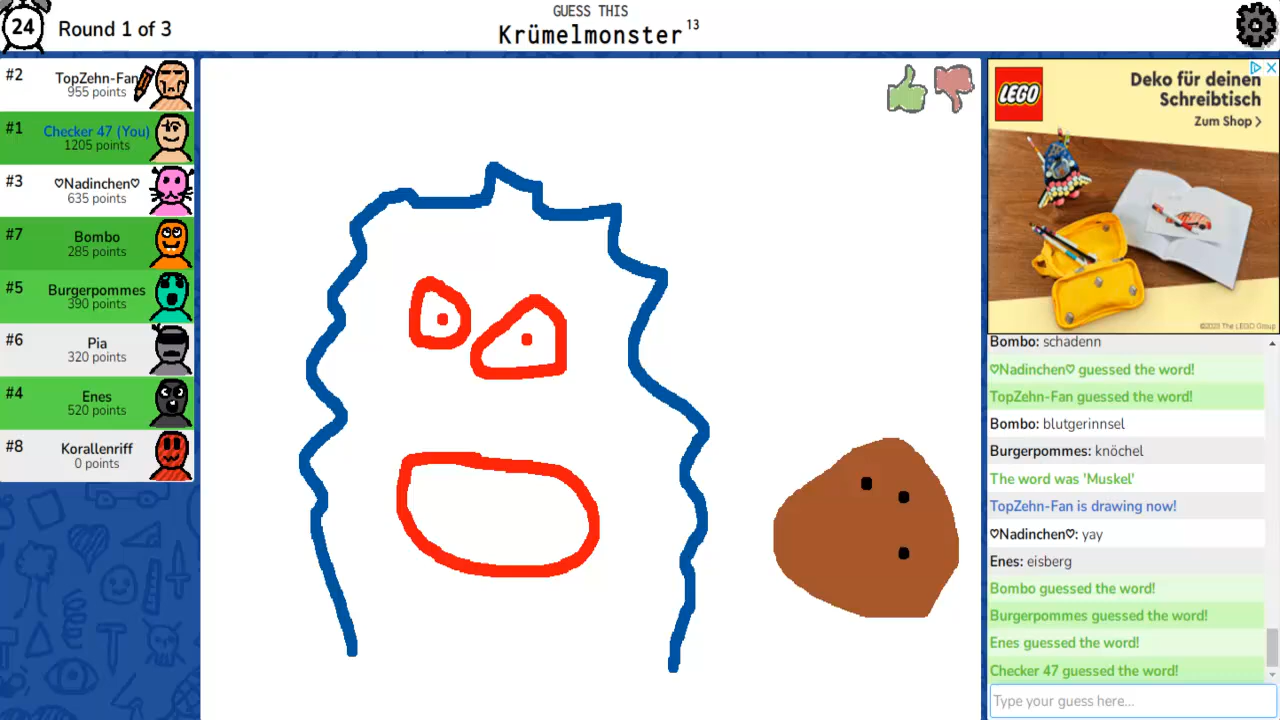 24
Round 1 of 3
GUESS THIS
Krümelmonster 13
#2
TopZehn-Fan
955 points
#1
Checker 47 (You)
1205 points
#3
♡Nadinchen♡
635 points
#7
Bombo
285 points
#5
Burgerpommes
390 points
#6
Pia
320 points
#4
Enes
520 points
#8
Korallenriff
0 points
LEGO
Deko für deinen
Schreibtisch
Zum Shop >
©2023 The LEGO Group
Bombo: schadenn
♡Nadinchen♡ guessed the word!
TopZehn-Fan guessed the word!
Bombo: blutgerinnsel
Burgerpommes: knöchel
The word was 'Muskel'
TopZehn-Fan is drawing now!
♡Nadinchen♡: yay
Enes: eisberg
Bombo guessed the word!
Burgerpommes guessed the word!
Enes guessed the word!
Checker 47 guessed the word!
Type your guess here...